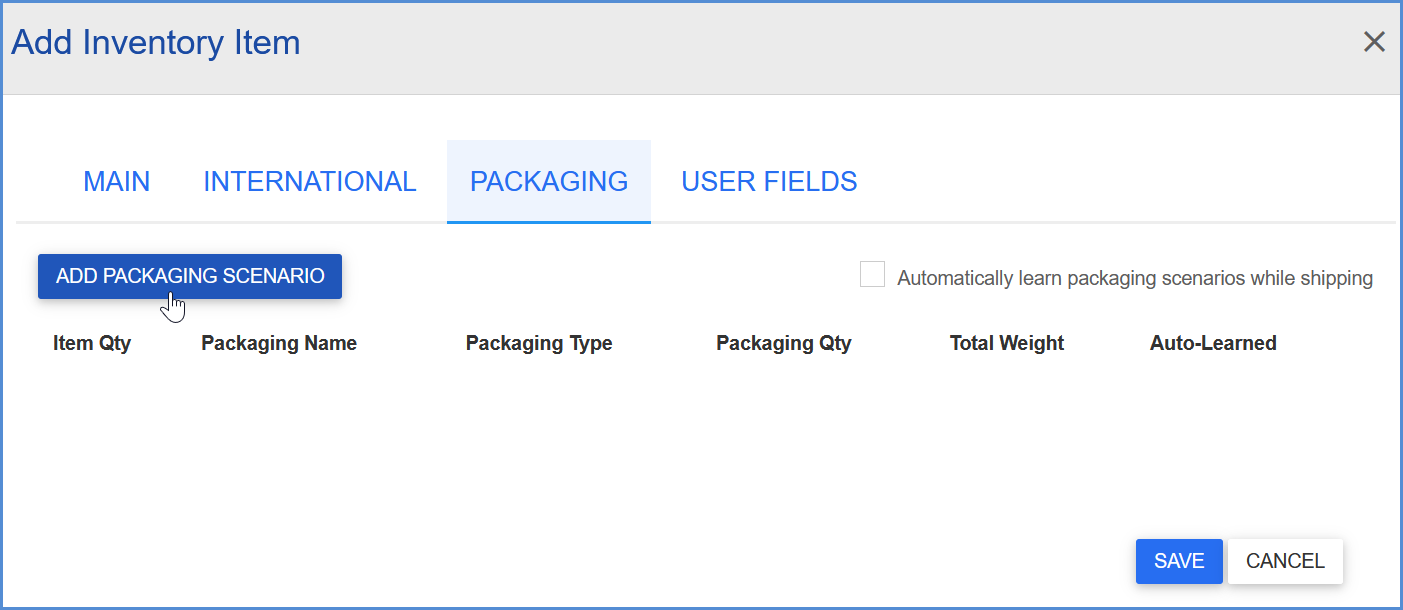 Add Inventory Item
MAIN INTERNATIONAL PACKAGING USER FIELDS
ADD PACKAGING SCENARIO Automatically learn packaging scenarios while shipping
Item Qty Packaging Name Packaging Type Packaging Qty Total Weight Auto-Learned
SAVE CANCEL